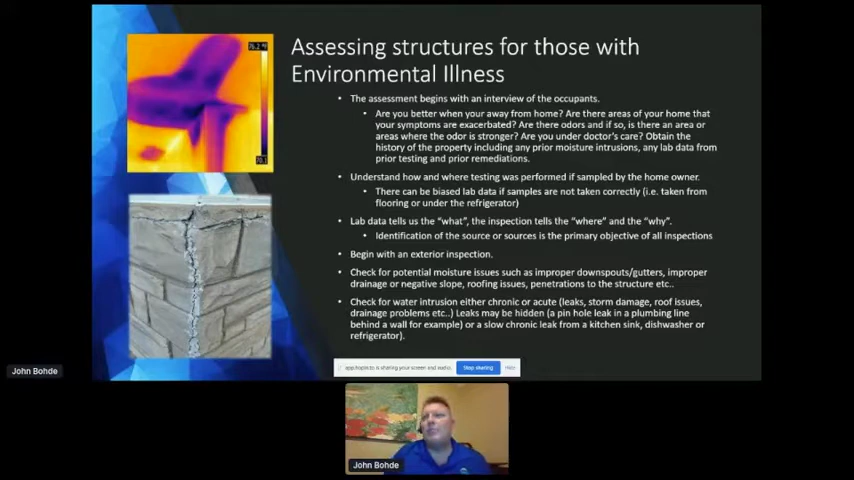 76.2 °F
70.1
Assessing structures for those with
Environmental Illness
• The assessment begins with an interview of the occupants.
• Are you better when your away from home? Are there areas of your home that
your symptoms are exacerbated? Are there odors and if so, is there an area or
areas where the odor is stronger? Are you under doctor's care? Obtain the
history of the property including any prior moisture intrusions, any lab data from
prior testing and prior remediations.
• Understand how and where testing was performed if sampled by the home owner.
• There can be biased lab data if samples are not taken correctly (i.e. taken from
flooring or under the refrigerator)
• Lab data tells us the "what", the inspection tells the "where" and the "why".
• Identification of the source or sources is the primary objective of all inspections
• Begin with an exterior inspection.
• Check for potential moisture issues such as improper downspouts/gutters, improper
drainage or negative slope, roofing issues, penetrations to the structure etc..
• Check for water intrusion either chronic or acute (leaks, storm damage, roof issues,
drainage problems etc..) Leaks may be hidden (a pin hole leak in a plumbing line
behind a wall for example) or a slow chronic leak from a kitchen sink, dishwasher or
refrigerator).
is sharing your screen and audio. Stop sharing Hide
John Bohde
John Bohde